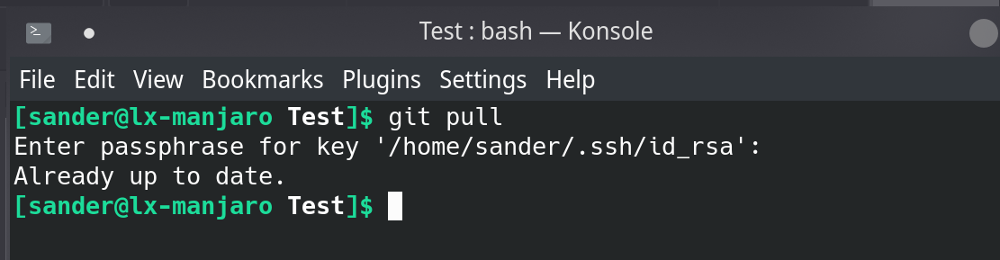 Test : bash — Konsole
File Edit View Bookmarks Plugins Settings Help
[sander@lx-manjaro Test]$ git pull
Enter passphrase for key '/home/sander/.ssh/id_rsa':
Already up to date.
[sander@lx-manjaro Test]$